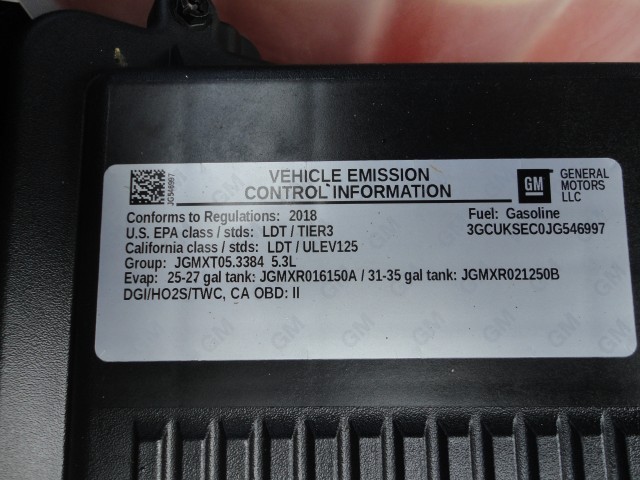 JG546997
VEHICLE EMISSION
CONTROL INFORMATION
GM
GENERAL
MOTORS
LLC
Conforms to Regulations: 2018
Fuel: Gasoline
U.S. EPA class / stds: LDT / TIER3
3GCUKSEC0JG546997
California class / stds: LDT / ULEV125
Group: JGMXT05.3384 5.3L
Evap: 25-27 gal tank: JGMXR016150A / 31-35 gal tank: JGMXR021250B
DGI/HO2S/TWC, CA OBD: II